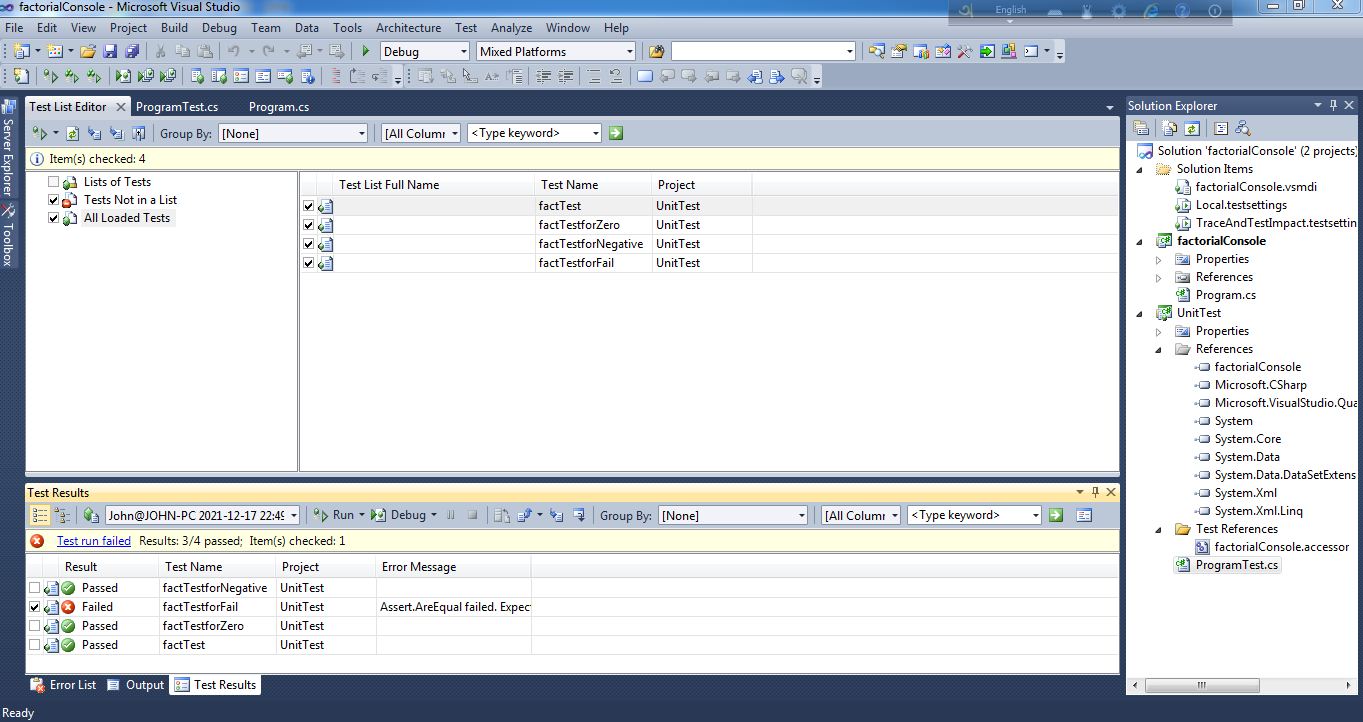 factorialConsole - Microsoft Visual Studio
English
File Edit View Project Build Debug Team Data Tools Architecture Test Analyze Window Help
Debug Mixed Platforms
Test List Editor ProgramTest.cs Program.cs
Group By: [None] [All Colum <Type keyword>
Item(s) checked: 4
Lists of Tests
Tests Not in a List
All Loaded Tests
Test List Full Name Test Name Project
factTest UnitTest
factTestforZero UnitTest
factTestforNegative UnitTest
factTestforFail UnitTest
Server Explorer
Toolbox
Solution Explorer
Solution 'factorialConsole' (2 projects)
Solution Items
factorialConsole.vsmdi
Local.testsettings
TraceAndTestImpact.testsettin
factorialConsole
Properties
References
Program.cs
UnitTest
Properties
References
factorialConsole
Microsoft.CSharp
Microsoft.VisualStudio.Qua
System
System.Core
System.Data
System.Data.DataSetExtens
System.Xml
System.Xml.Linq
Test References
factorialConsole.accessor
ProgramTest.cs
Test Results
John@JOHN-PC 2021-12-17 22:49 Run Debug Group By: [None] [All Colum <Type keyword>
Test run failed Results: 3/4 passed; Item(s) checked: 1
Result Test Name Project Error Message
Passed factTestforNegative UnitTest
Failed factTestforFail UnitTest Assert.AreEqual failed. Expec
Passed factTestforZero UnitTest
Passed factTest UnitTest
Error List Output Test Results
Ready